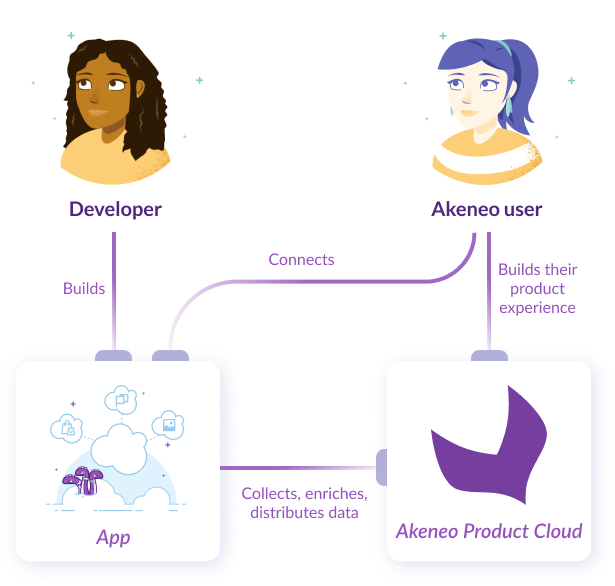 Developer
Akeneo user
Connects
Builds
Builds their
product
experience
Collects, enriches,
distributes data
App
Akeneo Product Cloud